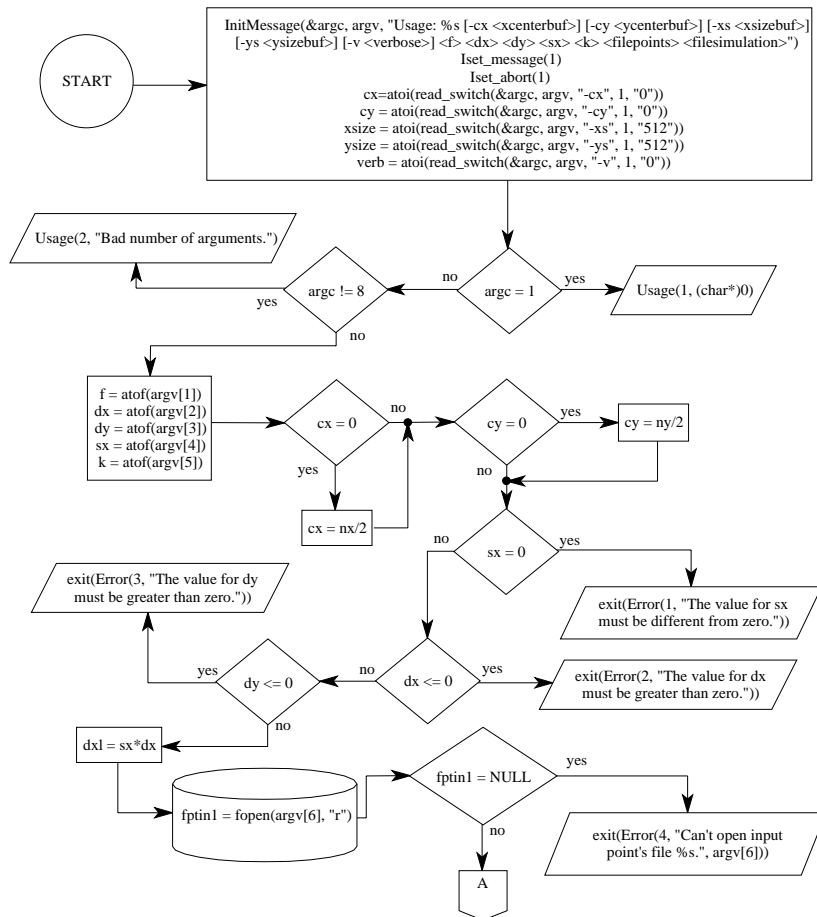 InitMessage(&argc, argv, "Usage: %s [-cx <xcenterbuf>] [-cy <ycenterbuf>] [-xs <xsizebuf>]
[-ys <ysizebuf>] [-v <verbose>] <f> <dx> <dy> <sx> <k> <filepoints> <filesimulation>")
Iset_message(1)
Iset_abort(1)
cx=atoi(read_switch(&argc, argv, "-cx", 1, "0"))
cy = atoi(read_switch(&argc, argv, "-cy", 1, "0"))
xsize = atoi(read_switch(&argc, argv, "-xs", 1, "512"))
ysize = atoi(read_switch(&argc, argv, "-ys", 1, "512"))
verb = atoi(read_switch(&argc, argv, "-v", 1, "0"))
START
Usage(2, "Bad number of arguments.")
yes
argc != 8
no
no
argc = 1
yes
Usage(1, (char*)0)
f = atof(argv[1])
dx = atof(argv[2])
dy = atof(argv[3])
sx = atof(argv[4])
k = atof(argv[5])
cx = 0
no
yes
cx = nx/2
cy = 0
yes
no
cy = ny/2
no
sx = 0
yes
exit(Error(1, "The value for sx
must be different from zero."))
exit(Error(3, "The value for dy
must be greater than zero."))
yes
dy <= 0
no
no
dx <= 0
yes
exit(Error(2, "The value for dx
must be greater than zero."))
dxl = sx*dx
fptin1 = fopen(argv[6], "r")
fptin1 = NULL
yes
no
exit(Error(4, "Can't open input
point's file %s.", argv[6]))
A